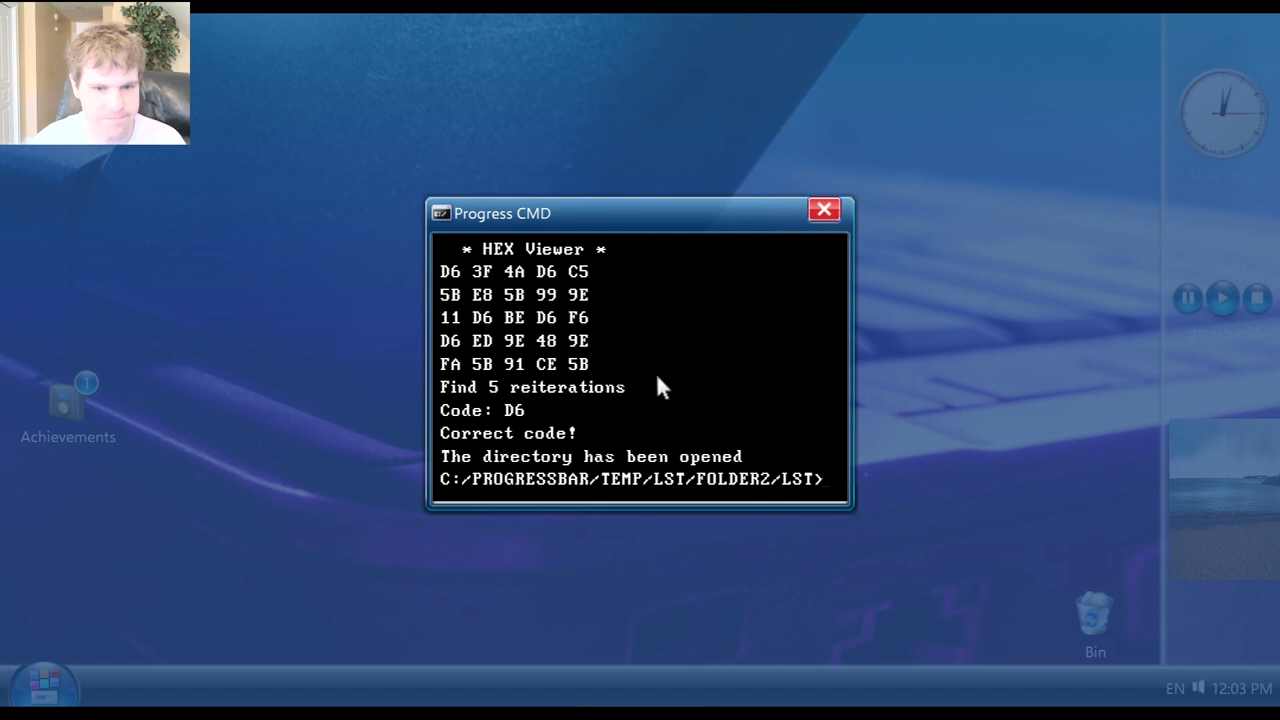 Progress CMD
* HEX Viewer *
D6 3F 4A D6 C5
5B E8 5B 99 9E
11 D6 BE D6 F6
D6 ED 9E 48 9E
FA 5B 91 CE 5B
Find 5 reiterations
Code: D6
Correct code!
The directory has been opened
C:/PROGRESSBAR/TEMP/LST/FOLDER2/LST>_
1
Achievements
Bin
EN 12:03 PM